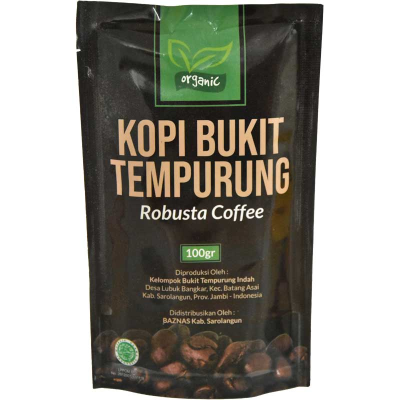 organic
KOPI BUKIT
TEMPURUNG
Robusta Coffee
100gr
Diproduksi Oleh :
Kelompok Bukit Tempurung Indah
Desa Lubuk Bangkar, Kec. Batang Asai
Kab. Sarolangun, Prov. Jambi - Indonesia
Didistribusikan Oleh :
BAZNAS Kab. Sarolangun